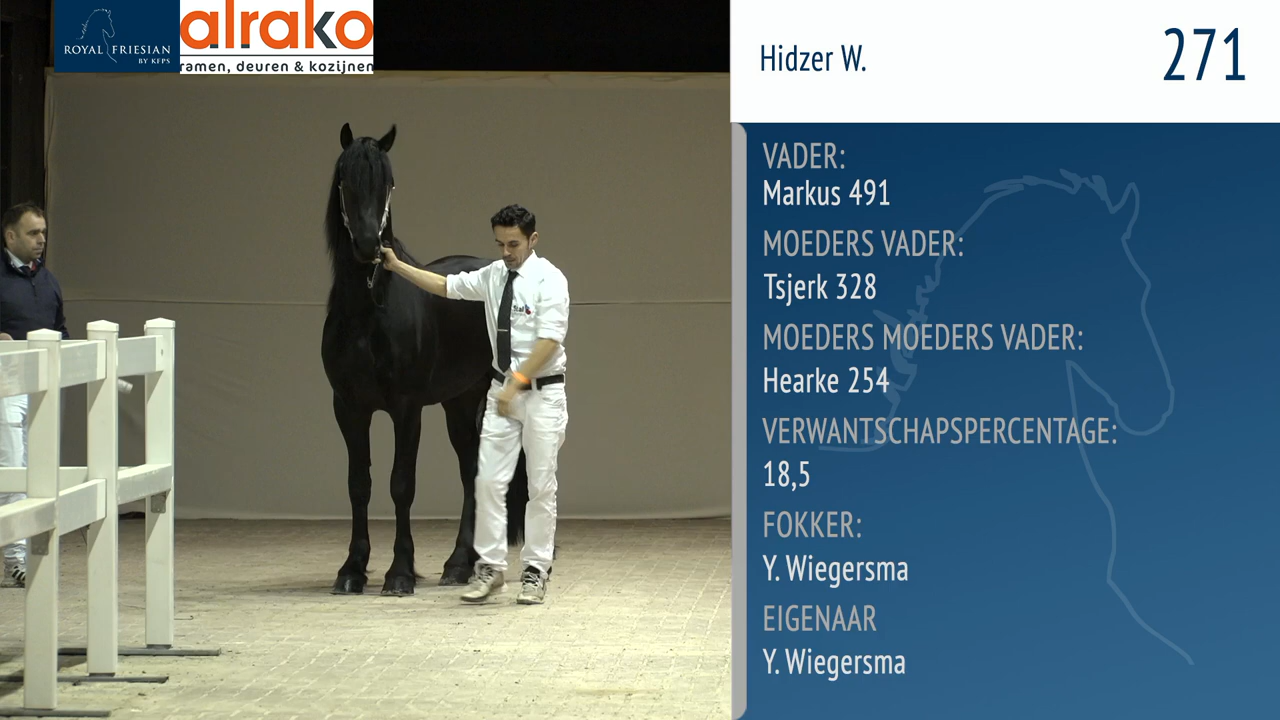 ROYAL FRIESIAN
BY KFPS
alrako
ramen, deuren & kozijnen
Hidzer W.
271
VADER:
Markus 491
MOEDERS VADER:
Tsjerk 328
MOEDERS MOEDERS VADER:
Hearke 254
VERWANTSCHAPSPERCENTAGE:
18,5
FOKKER:
Y. Wiegersma
EIGENAAR
Y. Wiegersma